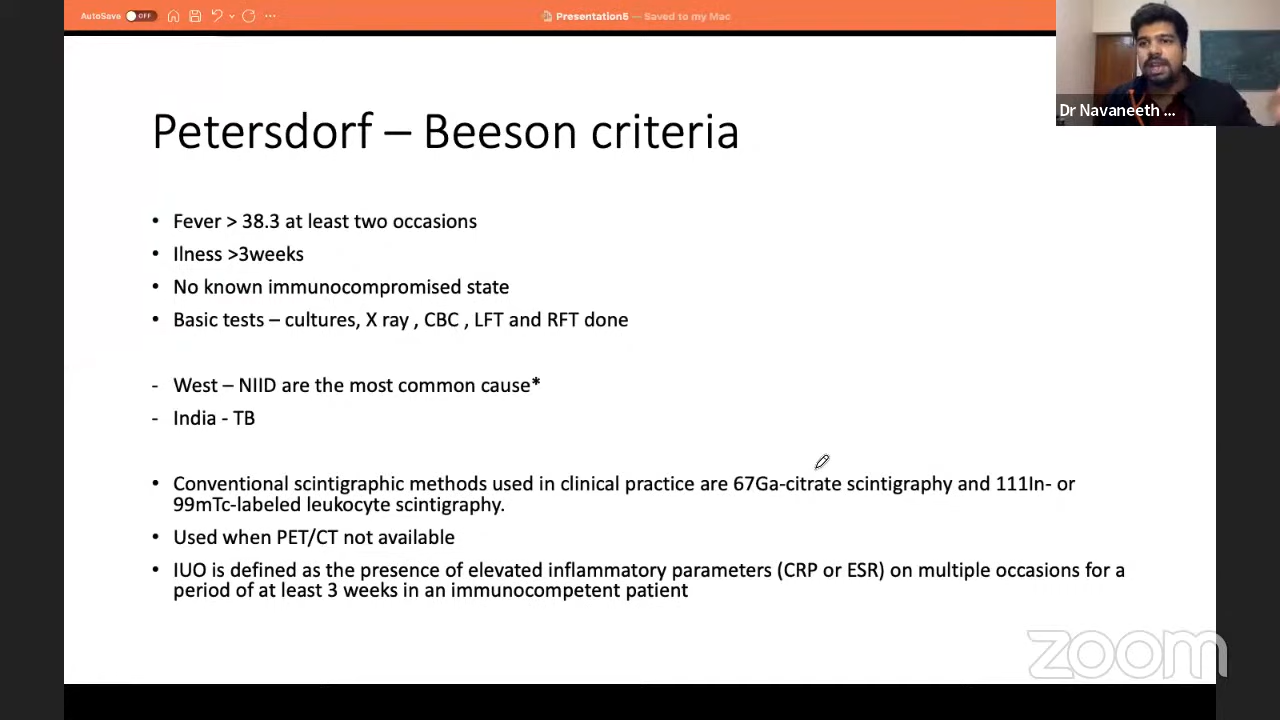 AutoSave OFF
Presentation5 — Saved to my Mac
Dr Navaneeth ...
Petersdorf – Beeson criteria
• Fever > 38.3 at least two occasions
• Ilness >3weeks
• No known immunocompromised state
• Basic tests – cultures, X ray , CBC , LFT and RFT done
- West – NIID are the most common cause*
- India - TB
• Conventional scintigraphic methods used in clinical practice are 67Ga-citrate scintigraphy and 111In- or
99mTc-labeled leukocyte scintigraphy.
• Used when PET/CT not available
• IUO is defined as the presence of elevated inflammatory parameters (CRP or ESR) on multiple occasions for a
period of at least 3 weeks in an immunocompetent patient
zoom